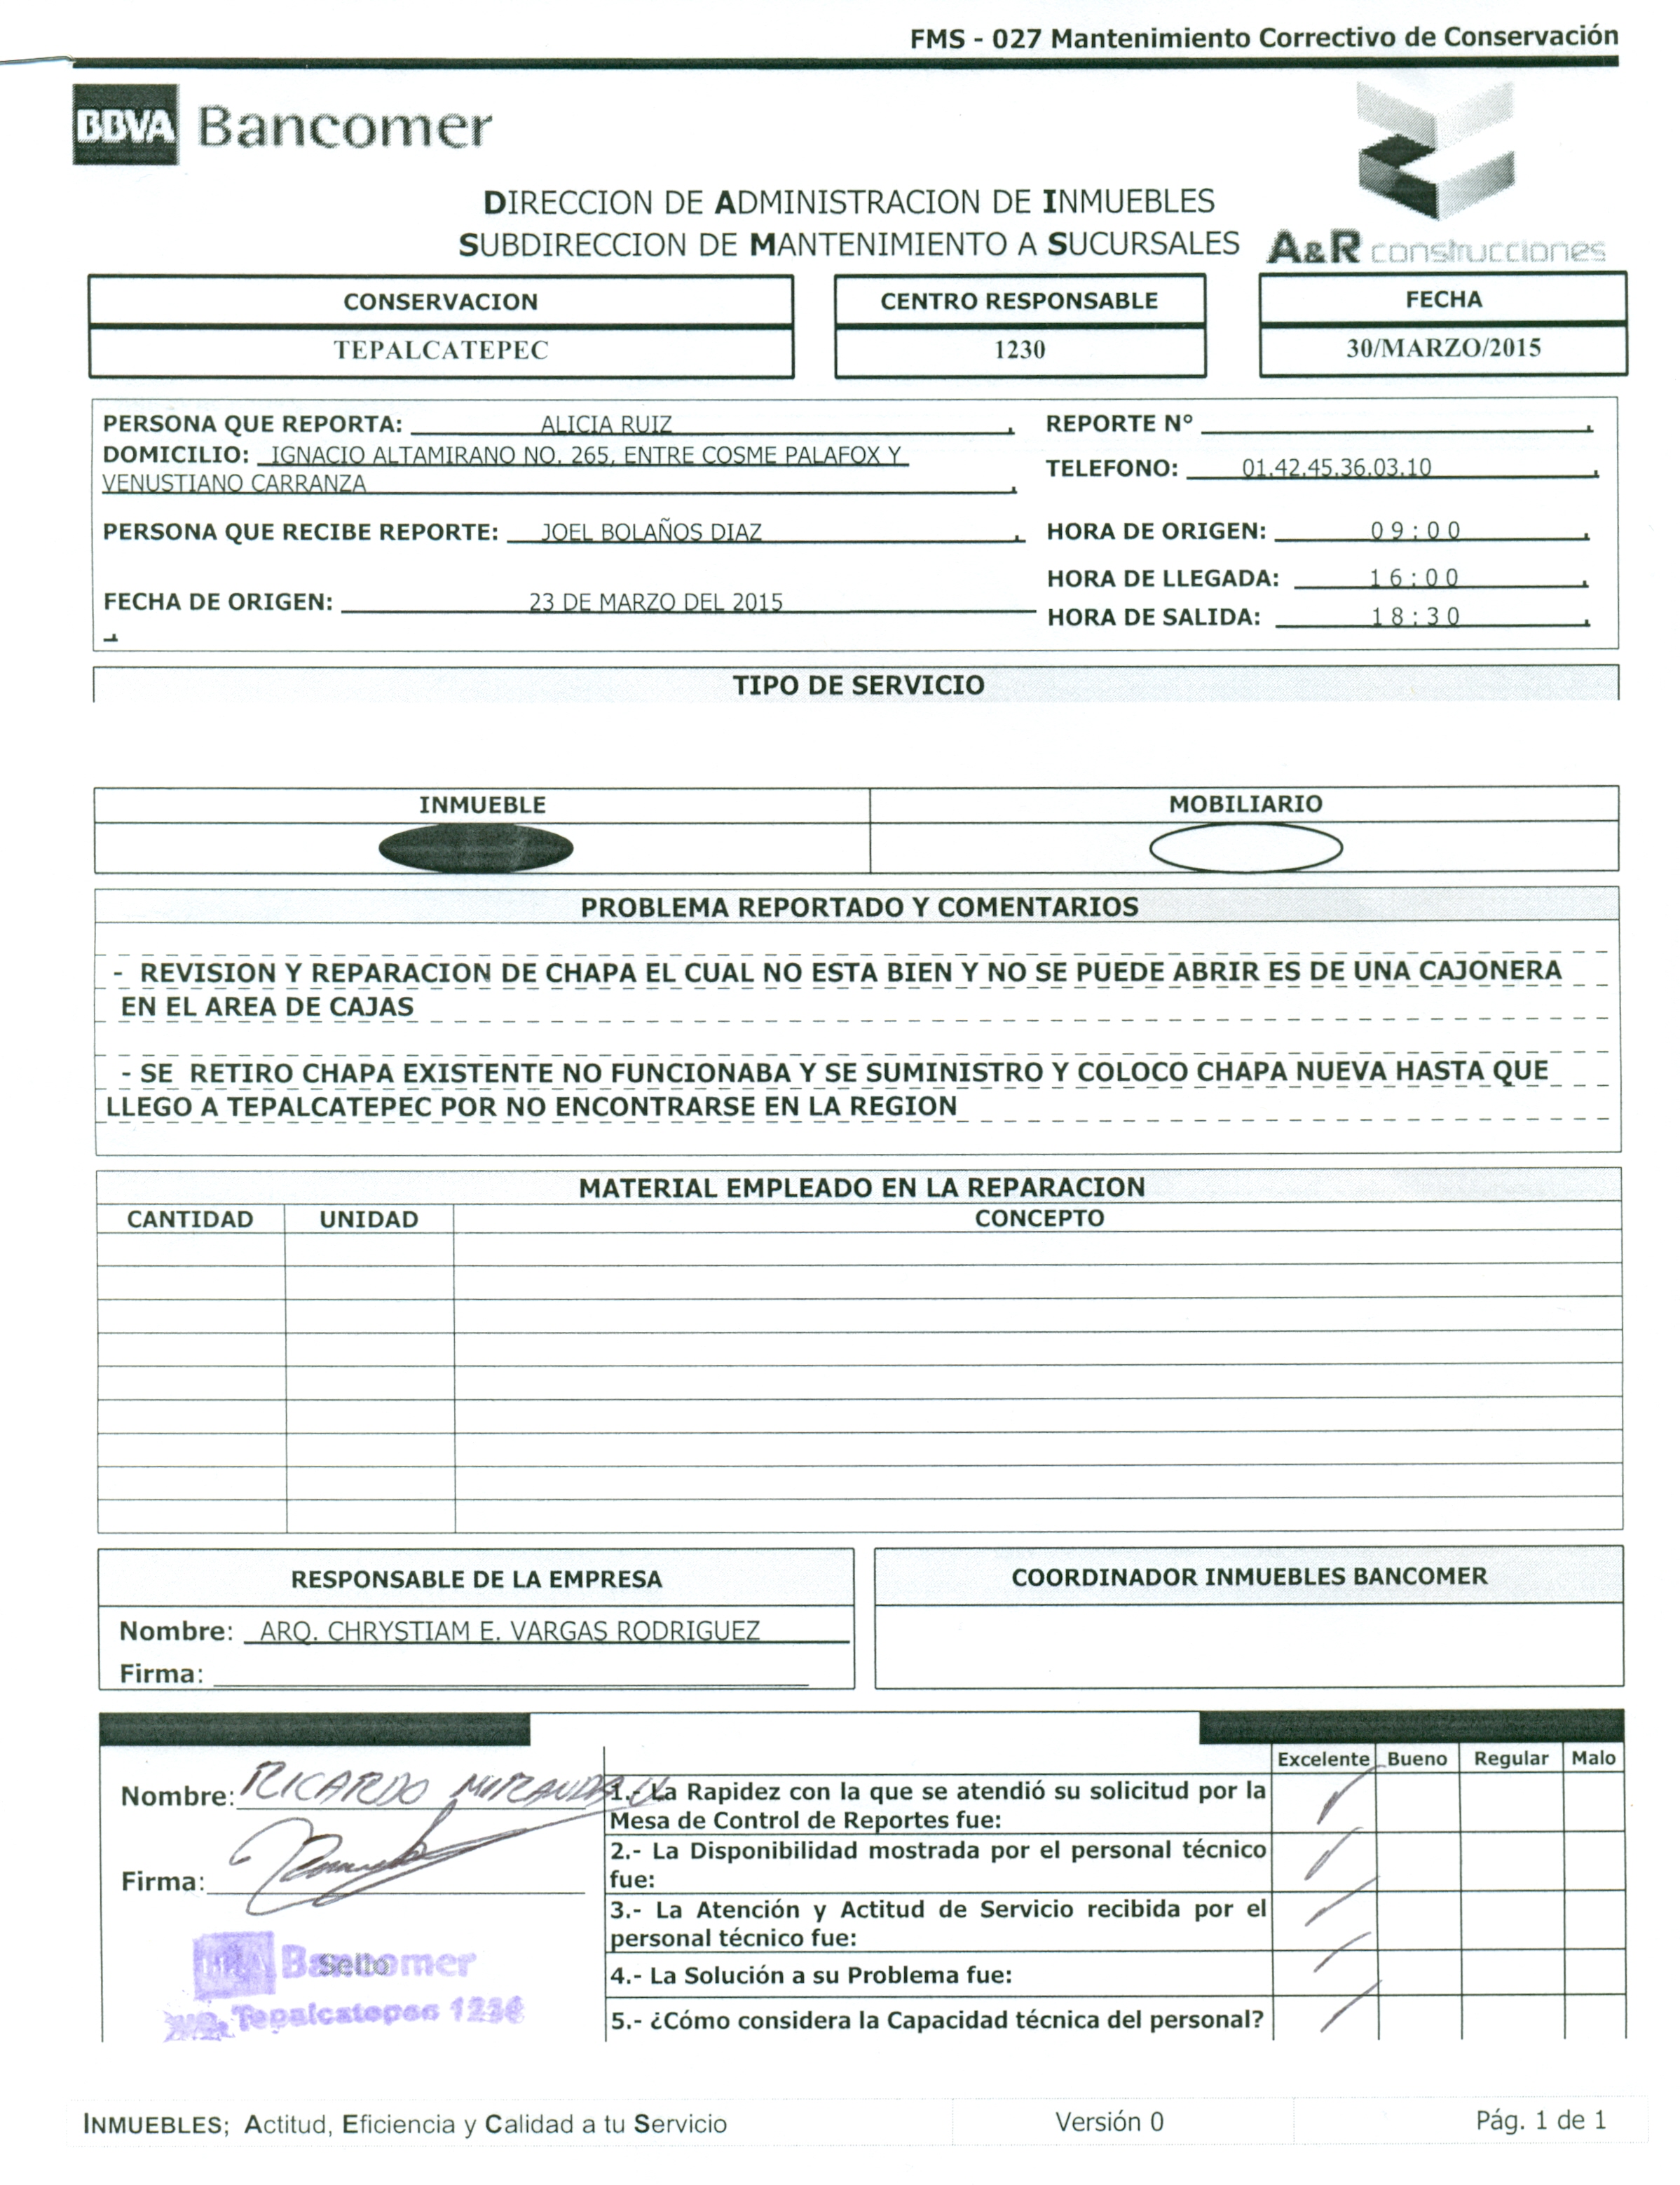 FMS - 027 Mantenimiento Correctivo de Conservación
BBVA Bancomer
DIRECCION DE ADMINISTRACION DE INMUEBLES
SUBDIRECCION DE MANTENIMIENTO A SUCURSALES
A&R construcciones
CONSERVACION
TEPALCATEPEC
CENTRO RESPONSABLE
1230
FECHA
30/MARZO/2015
PERSONA QUE REPORTA: ALICIA RUIZ
DOMICILIO: IGNACIO ALTAMIRANO NO. 265, ENTRE COSME PALAFOX Y
VENUSTIANO CARRANZA
PERSONA QUE RECIBE REPORTE: JOEL BOLAÑOS DIAZ
FECHA DE ORIGEN: 23 DE MARZO DEL 2015
REPORTE N°
TELEFONO: 01.42.45.36.03.10
HORA DE ORIGEN: 09:00
HORA DE LLEGADA: 16:00
HORA DE SALIDA: 18:30
TIPO DE SERVICIO
INMUEBLE MOBILIARIO
PROBLEMA REPORTADO Y COMENTARIOS
- REVISION Y REPARACION DE CHAPA EL CUAL NO ESTA BIEN Y NO SE PUEDE ABRIR ES DE UNA CAJONERA
EN EL AREA DE CAJAS
- SE RETIRO CHAPA EXISTENTE NO FUNCIONABA Y SE SUMINISTRO Y COLOCO CHAPA NUEVA HASTA QUE
LLEGO A TEPALCATEPEC POR NO ENCONTRARSE EN LA REGION
MATERIAL EMPLEADO EN LA REPARACION
CANTIDAD UNIDAD CONCEPTO
RESPONSABLE DE LA EMPRESA
Nombre: ARQ. CHRYSTIAM E. VARGAS RODRIGUEZ
Firma:
COORDINADOR INMUEBLES BANCOMER
Nombre: RICARDO MIRANDA
Firma:
Sello
Bancomer
Tepalcatepec
Excelente Bueno Regular Malo
1.- La Rapidez con la que se atendió su solicitud por la
Mesa de Control de Reportes fue:
2.- La Disponibilidad mostrada por el personal técnico
fue:
3.- La Atención y Actitud de Servicio recibida por el
personal técnico fue:
4.- La Solución a su Problema fue:
5.- ¿Cómo considera la Capacidad técnica del personal?
INMUEBLES; Actitud, Eficiencia y Calidad a tu Servicio
Versión 0
Pág. 1 de 1